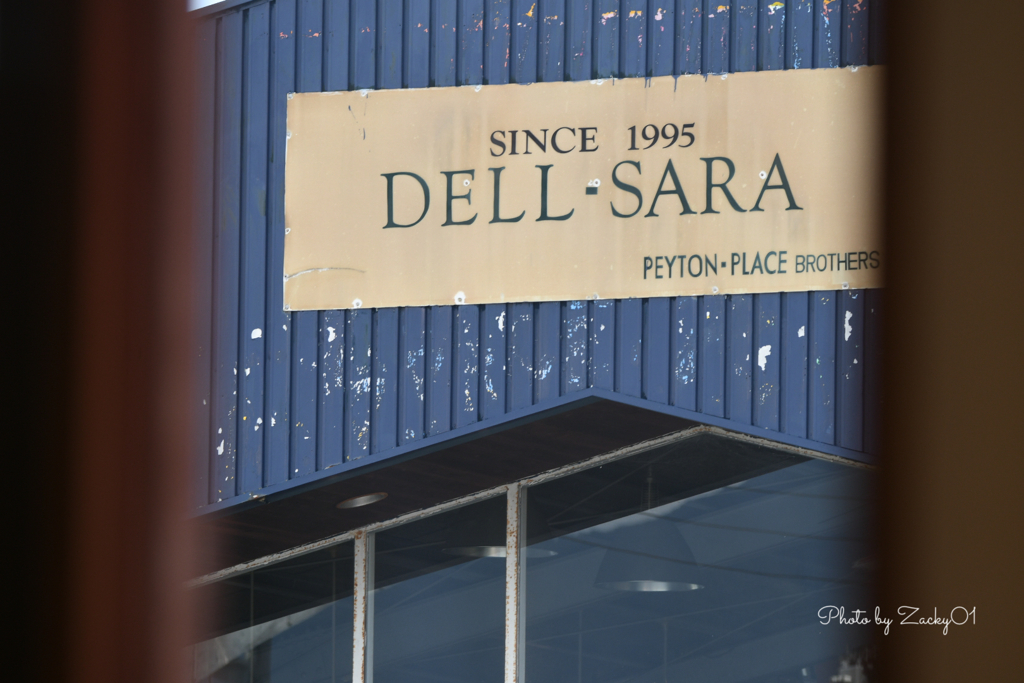 SINCE 1995
DELL-SARA
PEYTON-PLACE BROTHERS
Photo by Zacky01